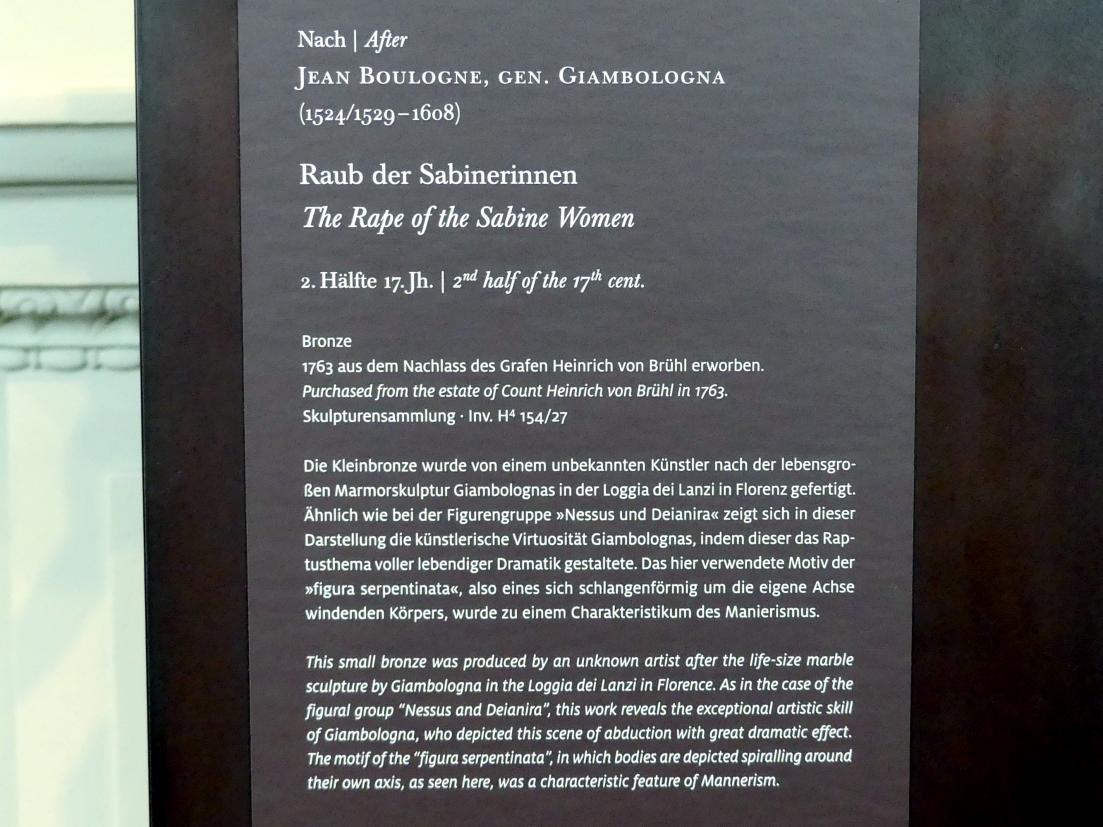 Nach | After
JEAN BOULOGNE, GEN. GIAMBOLOGNA
(1524/1529–1608)
Raub der Sabinerinnen
The Rape of the Sabine Women
2. Hälfte 17. Jh. | 2nd half of the 17th cent.
Bronze
1763 aus dem Nachlass des Grafen Heinrich von Brühl erworben.
Purchased from the estate of Count Heinrich von Brühl in 1763.
Skulpturensammlung · Inv. H⁴ 154/27
Die Kleinbronze wurde von einem unbekannten Künstler nach der lebensgro-
ßen Marmorskulptur Giambolognas in der Loggia dei Lanzi in Florenz gefertigt.
Ähnlich wie bei der Figurengruppe »Nessus und Deianira« zeigt sich in dieser
Darstellung die künstlerische Virtuosität Giambolognas, indem dieser das Rap-
tusthema voller lebendiger Dramatik gestaltete. Das hier verwendete Motiv der
»figura serpentinata«, also eines sich schlangenförmig um die eigene Achse
windenden Körpers, wurde zu einem Charakteristikum des Manierismus.
This small bronze was produced by an unknown artist after the life-size marble
sculpture by Giambologna in the Loggia dei Lanzi in Florence. As in the case of the
figural group “Nessus and Deianira”, this work reveals the exceptional artistic skill
of Giambologna, who depicted this scene of abduction with great dramatic effect.
The motif of the “figura serpentinata”, in which bodies are depicted spiralling around
their own axis, as seen here, was a characteristic feature of Mannerism.